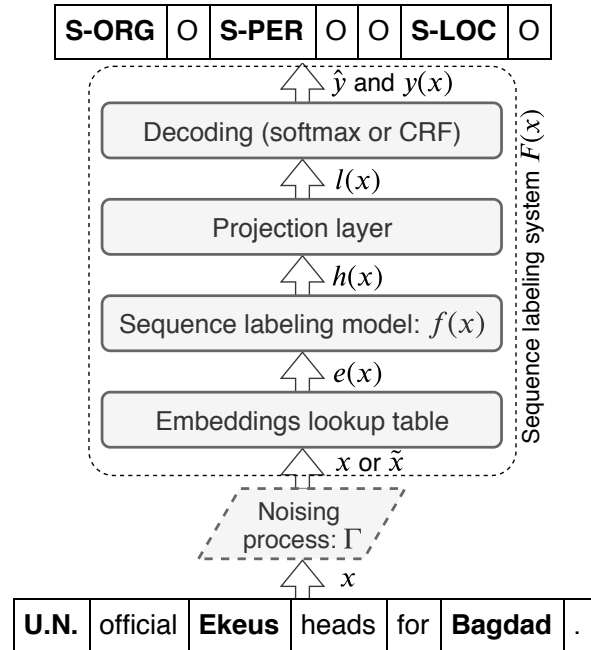 S-ORG O S-PER O O S-LOC O
ŷ and y(x)
Decoding (softmax or CRF)
l(x)
Projection layer
h(x)
Sequence labeling model: f(x)
e(x)
Embeddings lookup table
x or x̃
Sequence labeling system F(x)
Noising
process: Γ
x
U.N. official Ekeus heads for Bagdad .